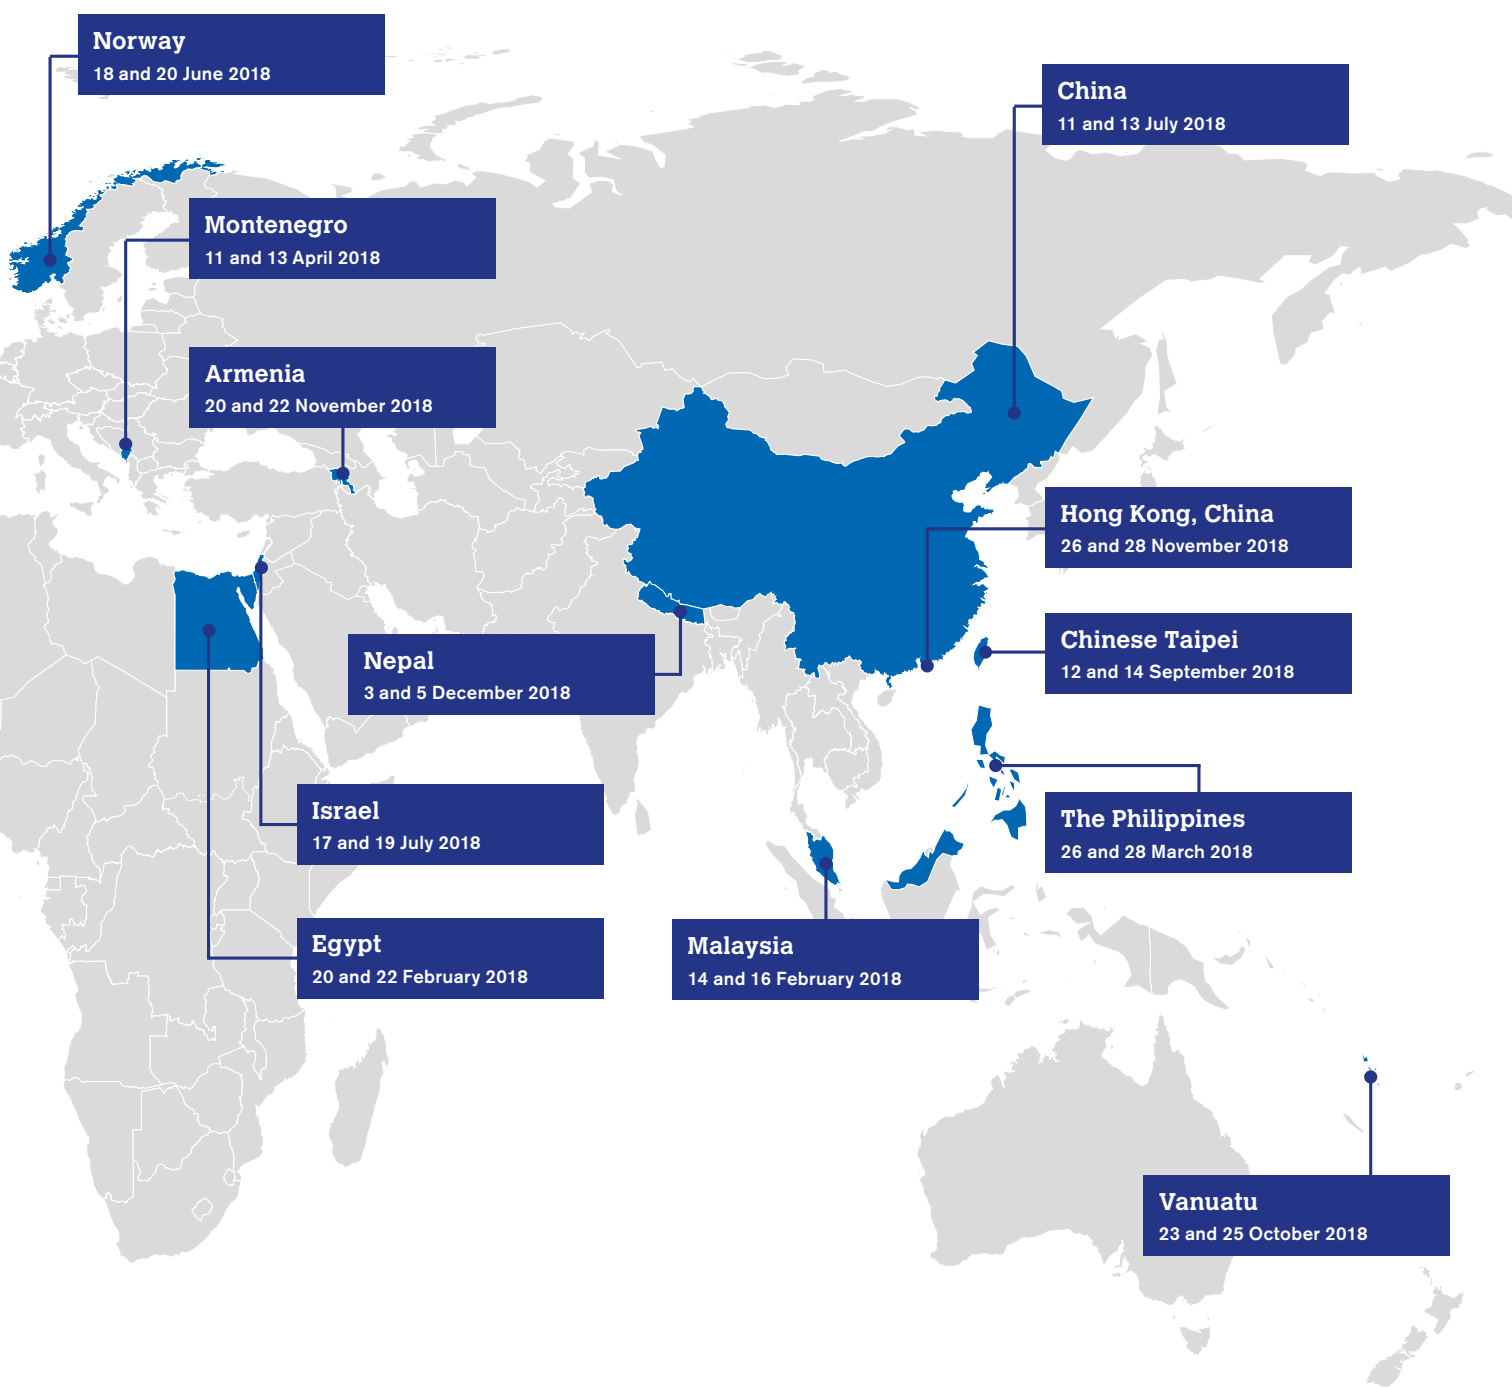 Norway
18 and 20 June 2018
China
11 and 13 July 2018
Montenegro
11 and 13 April 2018
Armenia
20 and 22 November 2018
Hong Kong, China
26 and 28 November 2018
Chinese Taipei
12 and 14 September 2018
Nepal
3 and 5 December 2018
Israel
17 and 19 July 2018
The Philippines
26 and 28 March 2018
Egypt
20 and 22 February 2018
Malaysia
14 and 16 February 2018
Vanuatu
23 and 25 October 2018